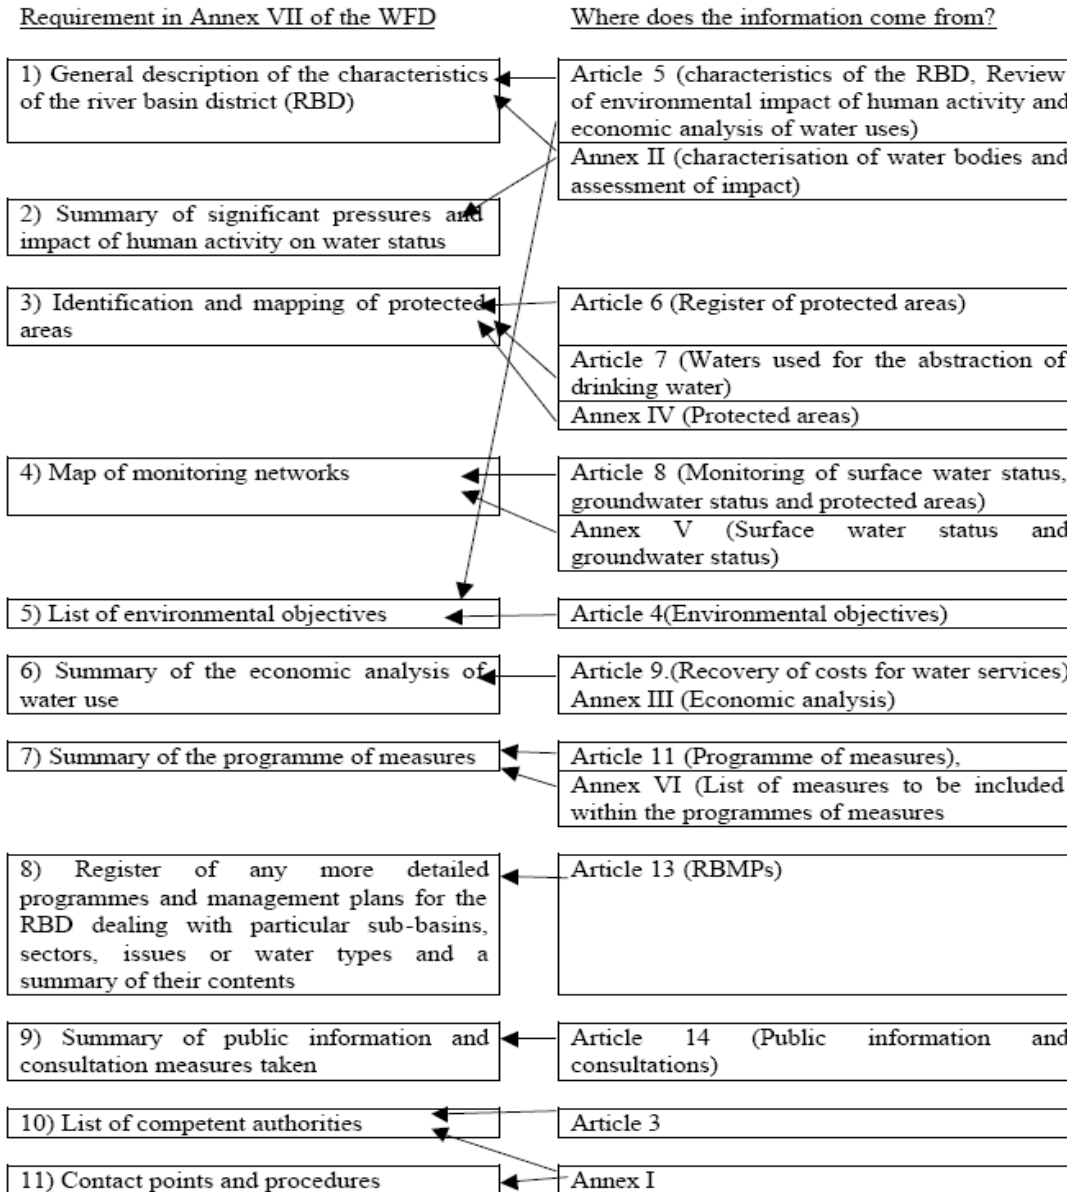 Requirement in Annex VII of the WFD
Where does the information come from?
1) General description of the characteristics
of the river basin district (RBD)
Article 5 (characteristics of the RBD, Review
of environmental impact of human activity and
economic analysis of water uses)
Annex II (characterisation of water bodies and
assessment of impact)
2) Summary of significant pressures and
impact of human activity on water status
3) Identification and mapping of protected
areas
Article 6 (Register of protected areas)
Article 7 (Waters used for the abstraction of
drinking water)
Annex IV (Protected areas)
4) Map of monitoring networks
Article 8 (Monitoring of surface water status,
groundwater status and protected areas)
Annex V (Surface water status and
groundwater status)
5) List of environmental objectives
Article 4(Environmental objectives)
6) Summary of the economic analysis of
water use
Article 9.(Recovery of costs for water services)
Annex III (Economic analysis)
7) Summary of the programme of measures
Article 11 (Programme of measures),
Annex VI (List of measures to be included
within the programmes of measures
8) Register of any more detailed
programmes and management plans for the
RBD dealing with particular sub-basins,
sectors, issues or water types and a
summary of their contents
Article 13 (RBMPs)
9) Summary of public information and
consultation measures taken
Article 14 (Public information and
consultations)
10) List of competent authorities
Article 3
11) Contact points and procedures
Annex I